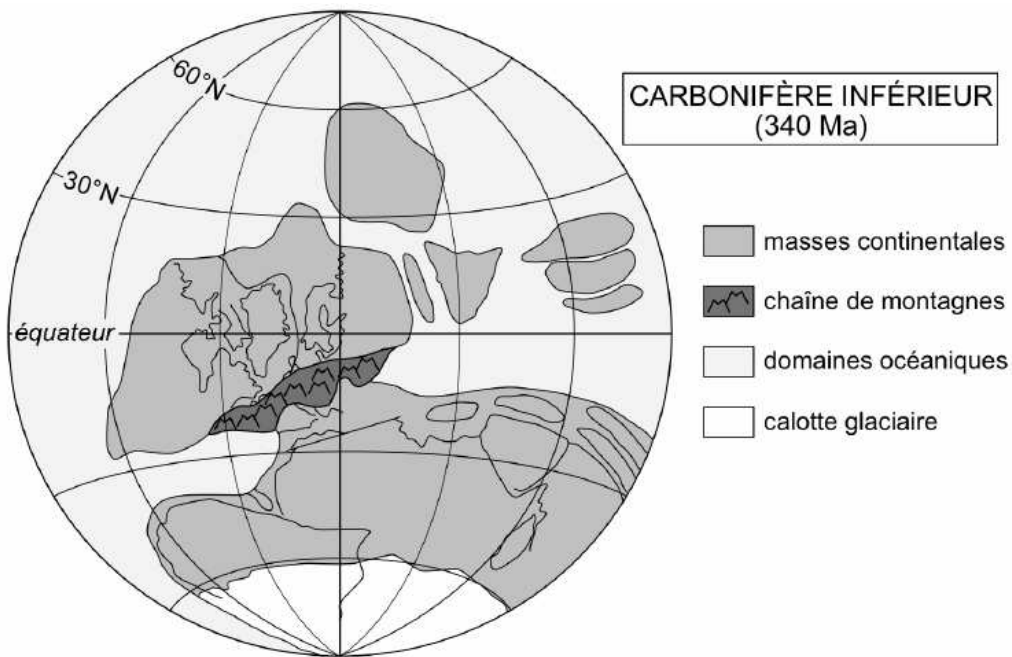 60°N
30°N
équateur
CARBONIFÈRE INFÉRIEUR
(340 Ma)
masses continentales
chaîne de montagnes
domaines océaniques
calotte glaciaire